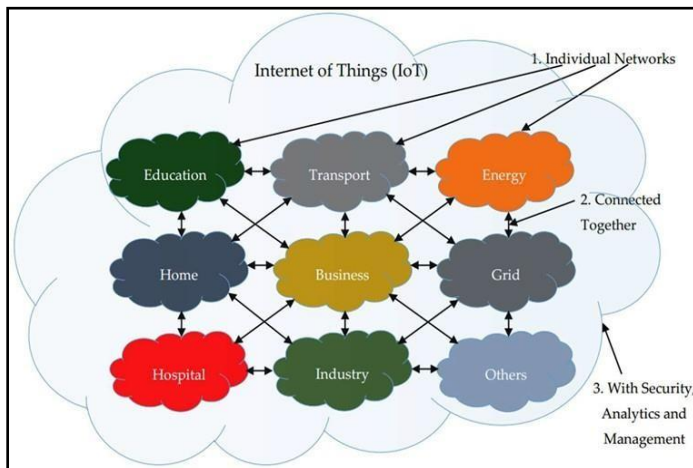 Internet of Things (IoT)
1. Individual Networks
Education
Transport
Energy
2. Connected
Together
Home
Business
Grid
Hospital
Industry
Others
3. With Security,
Analytics and
Management